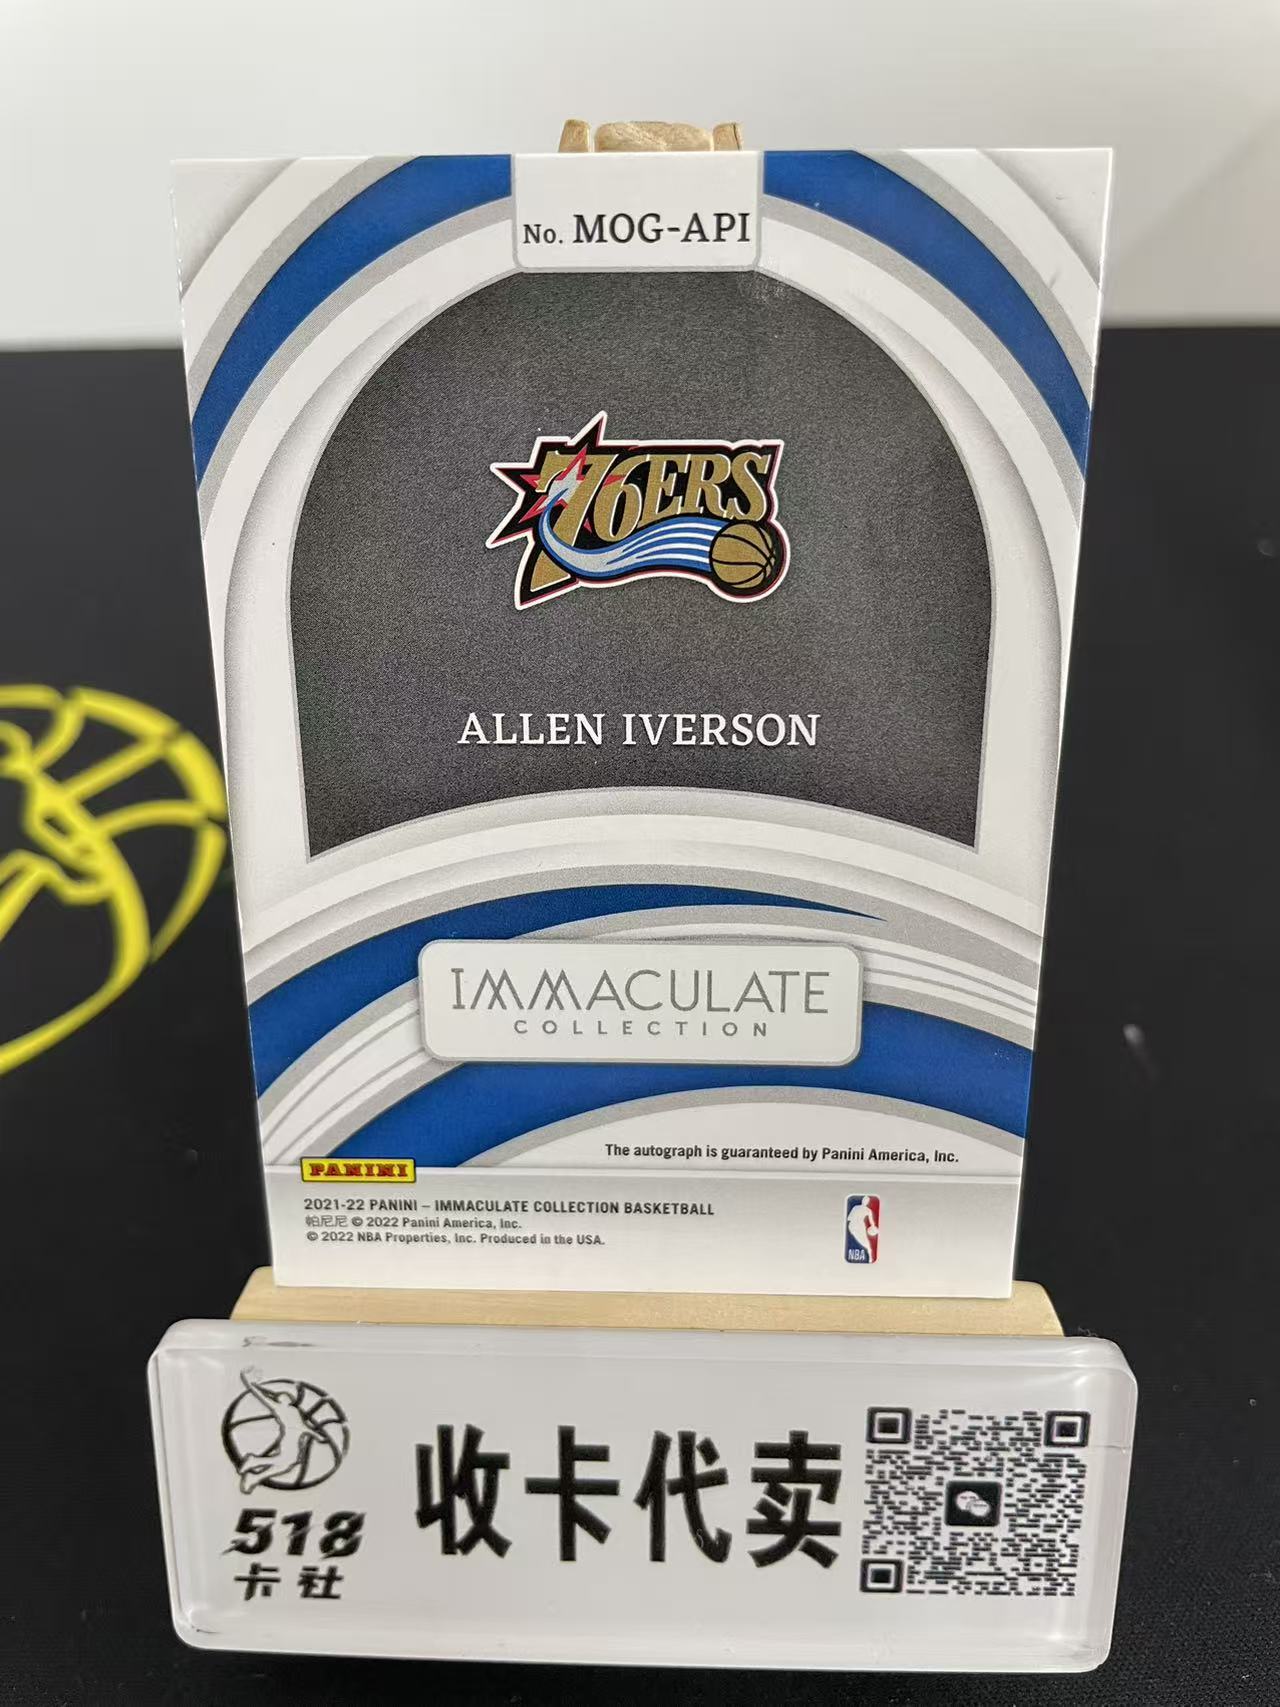 No. MOG-API
76ERS
ALLEN IVERSON
IMMACULATE
COLLECTION
The autograph is guaranteed by Panini America, Inc.
PANINI
2021-22 PANINI – IMMACULATE COLLECTION BASKETBALL
帕尼尼 © 2022 Panini America, Inc.
© 2022 NBA Properties, Inc. Produced in the USA.
NBA
518
卡社
收卡代卖